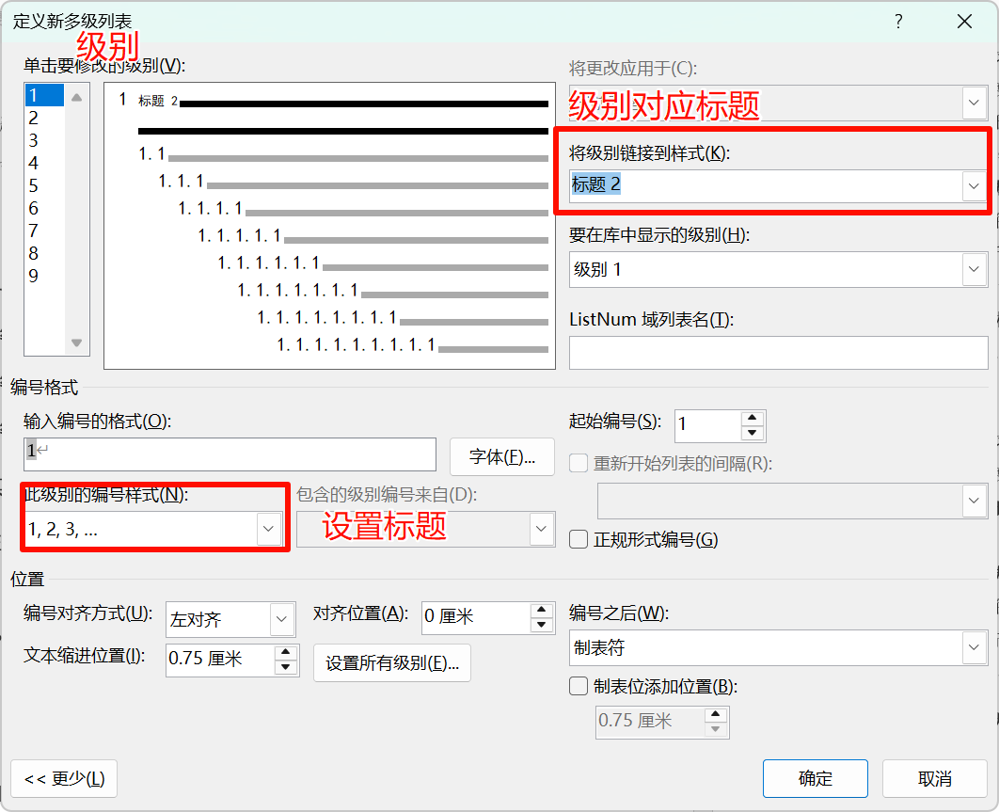 定义新多级列表
?
级别
单击要修改的级别(V):
将更改应用于(C):
级别对应标题
1
2
3
4
5
6
7
8
9
1 标题 2
1.1
1.1.1
1.1.1.1
1.1.1.1.1
1.1.1.1.1.1
1.1.1.1.1.1.1
1.1.1.1.1.1.1.1
1.1.1.1.1.1.1.1.1
将级别链接到样式(K):
标题 2
要在库中显示的级别(H):
级别 1
ListNum 域列表名(T):
编号格式
输入编号的格式(O):
1↵
字体(F)...
起始编号(S):
1
重新开始列表的间隔(R):
此级别的编号样式(N):
1, 2, 3, ...
包含的级别编号来自(D):
设置标题
正规形式编号(G)
位置
编号对齐方式(U):
左对齐
对齐位置(A):
0 厘米
编号之后(W):
制表符
文本缩进位置(I):
0.75 厘米
设置所有级别(E)...
制表位添加位置(B):
0.75 厘米
<< 更少(L)
确定
取消